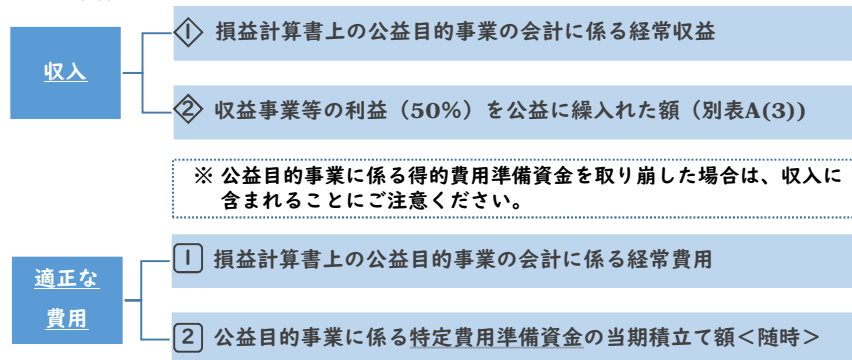 収入
① 損益計算書上の公益目的事業の会計に係る経常収益
② 収益事業等の利益（50%）を公益に繰入れた額（別表A(3)）
※ 公益目的事業に係る得的費用準備資金を取り崩した場合は、収入に
含まれることにご注意ください。
適正な
費用
1 損益計算書上の公益目的事業の会計に係る経常費用
2 公益目的事業に係る特定費用準備資金の当期積立て額＜随時＞